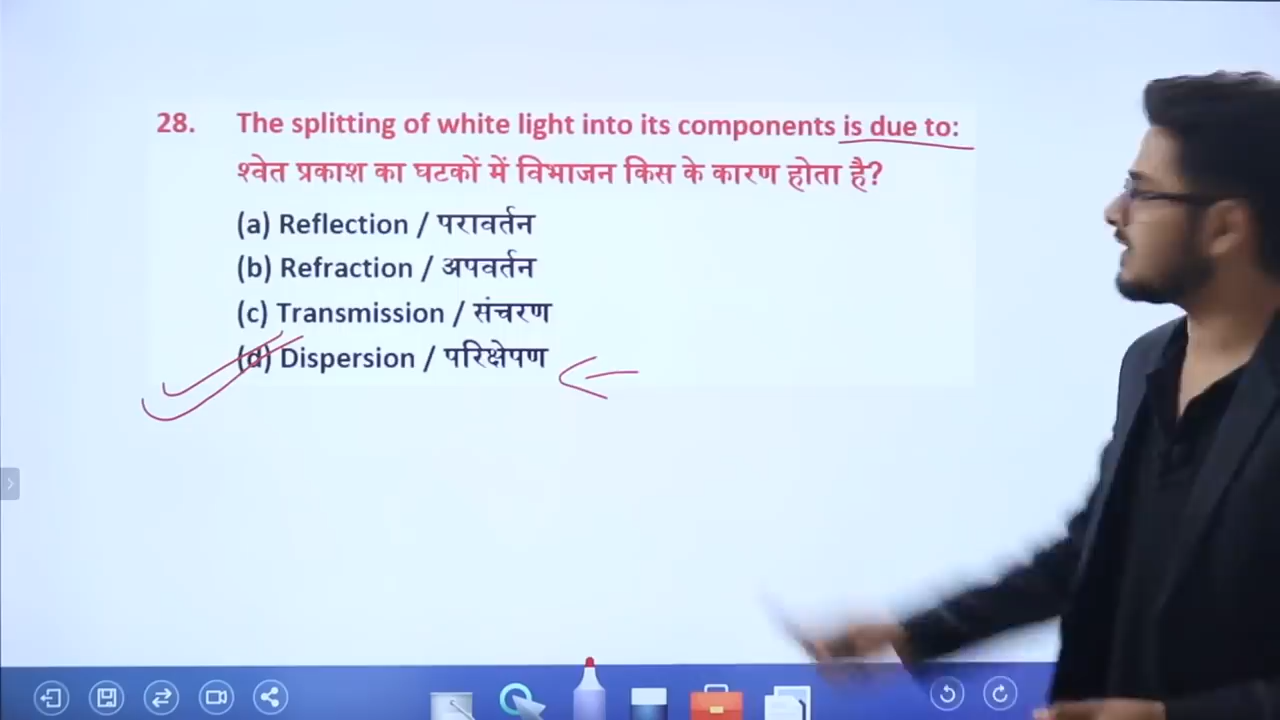 28. The splitting of white light into its components is due to:
श्वेत प्रकाश का घटकों में विभाजन किस के कारण होता है?
(a) Reflection / परावर्तन
(b) Refraction / अपवर्तन
(c) Transmission / संचरण
(d) Dispersion / परिक्षेपण